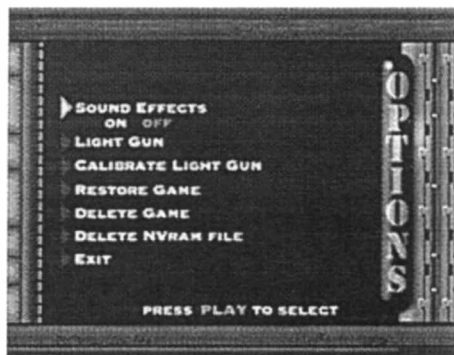 SOUND EFFECTS
ON OFF
LIGHT GUN
CALIBRATE LIGHT GUN
RESTORE GAME
DELETE GAME
DELETE NVRAM FILE
EXIT
PRESS PLAY TO SELECT
OPTIONS